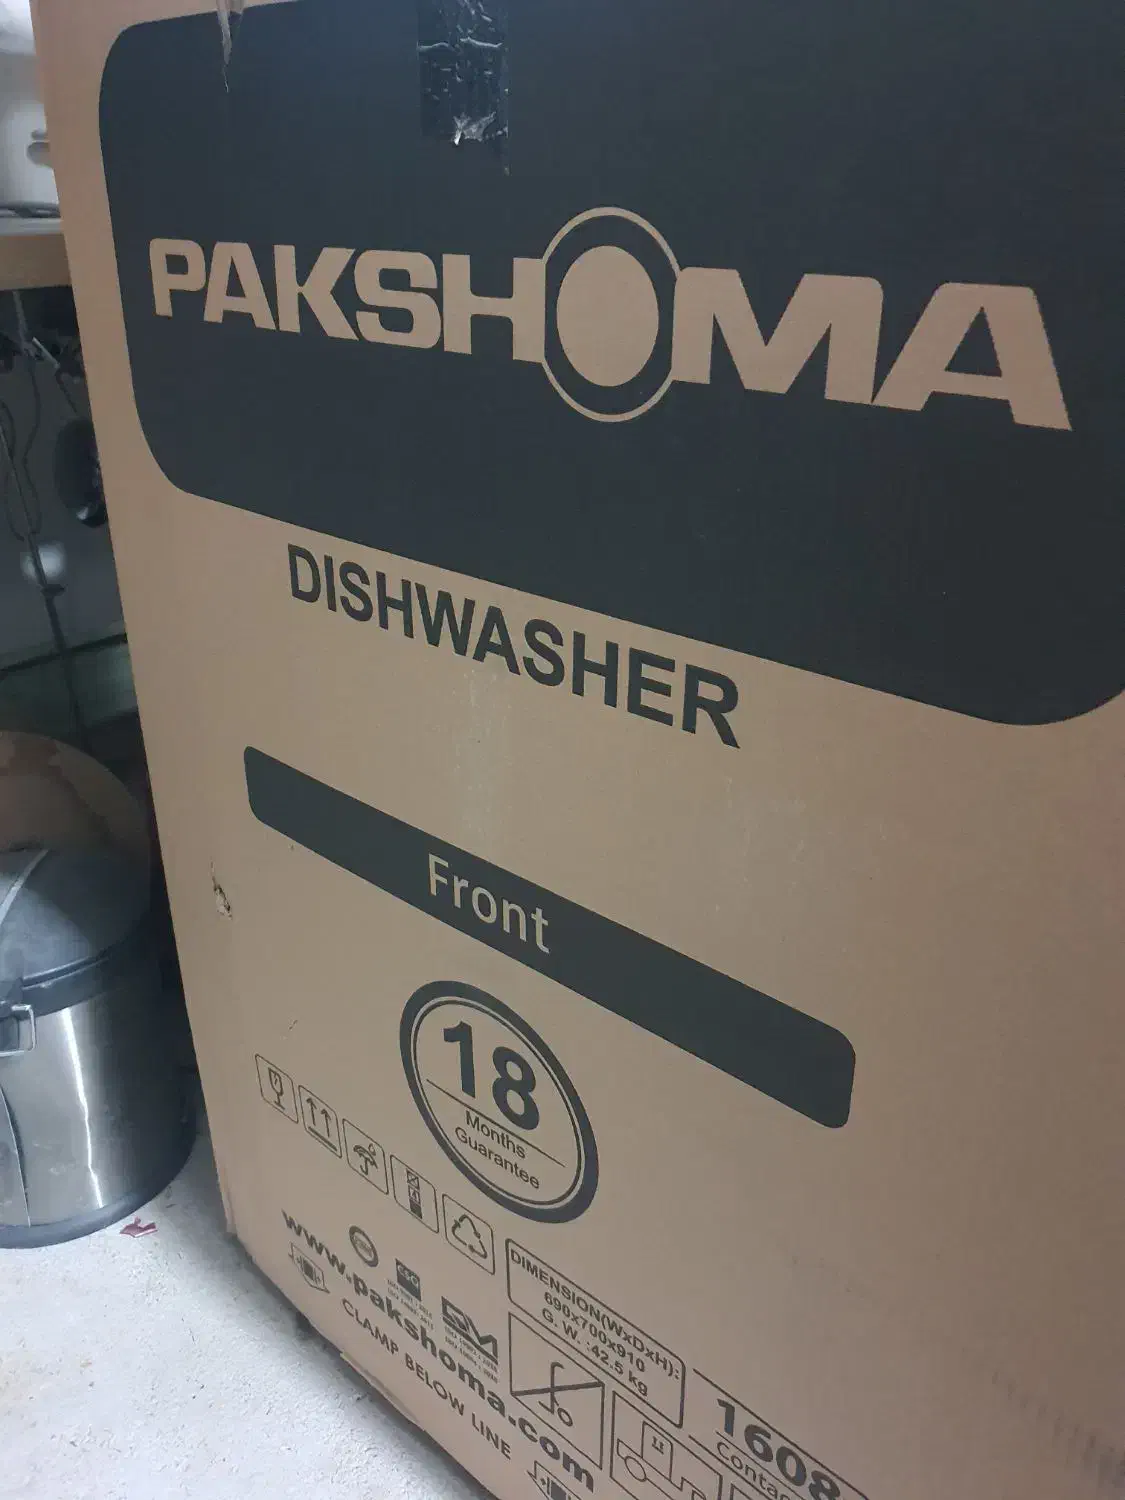 PAKSHOMA
DISHWASHER
Front
18
Months
Guarantee
DIMENSION(WxDxH):
690x700x910
G. W. :42.5 kg
www.pakshoma.com
CLAMP BELOW LINE
1608